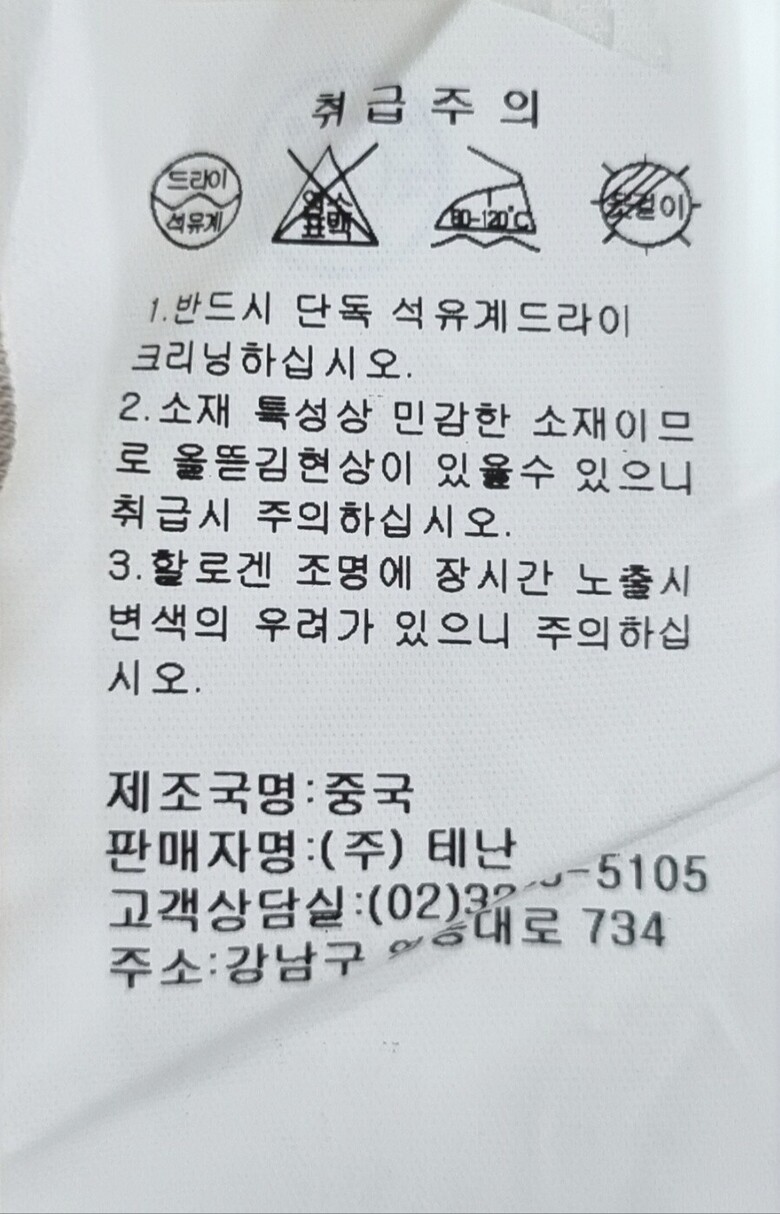 취급주의
드라이
석유계
염소
표백
80-120℃
옷걸이
1.반드시 단독 석유계드라이
크리닝하십시오.
2.소재 특성상 민감한 소재이므
로 올뜯김현상이 있을수 있으니
취급시 주의하십시오.
3.할로겐 조명에 장시간 노출시
변색의 우려가 있으니 주의하십
시오.
제조국명:중국
판매자명:(주) 테난
고객상담실:(02) -5105
주소:강남구 734